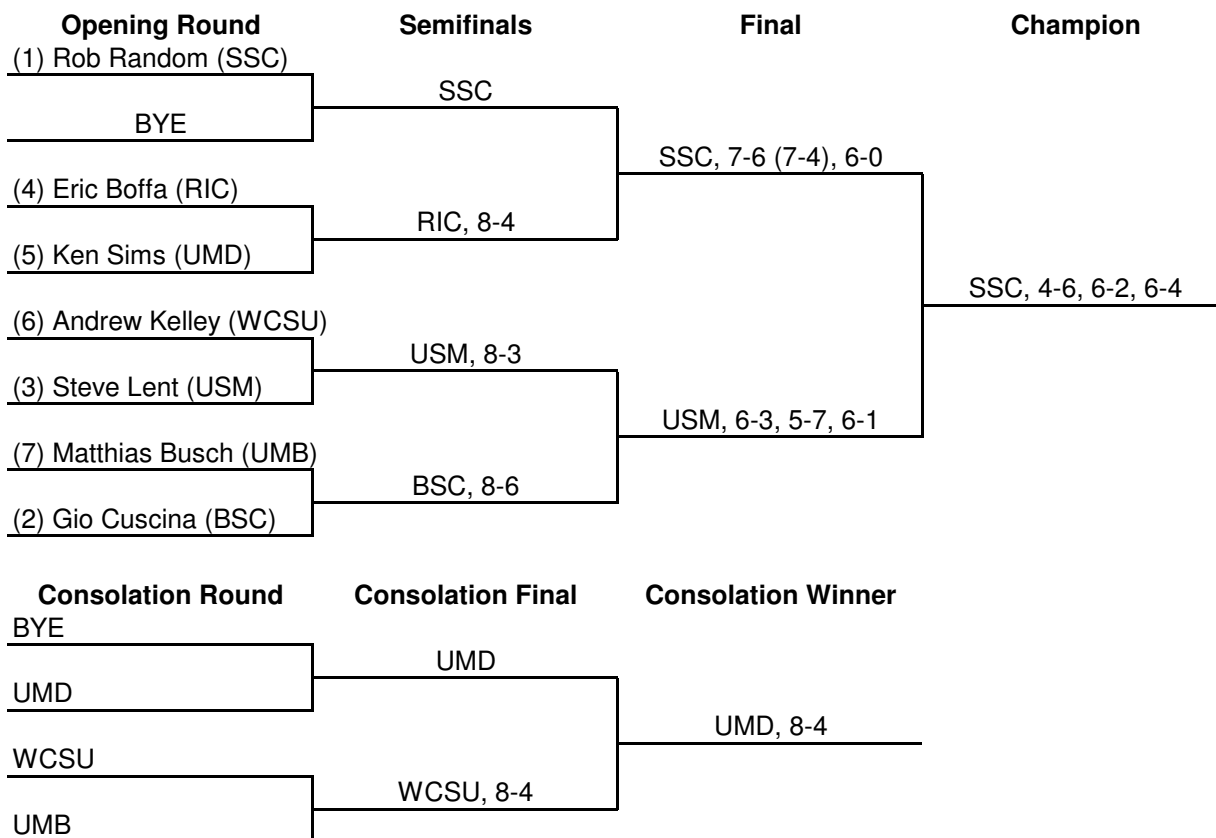 Opening Round Semifinals Final Champion
(1) Rob Random (SSC)
SSC
BYE
SSC, 7-6 (7-4), 6-0
(4) Eric Boffa (RIC)
RIC, 8-4
(5) Ken Sims (UMD)
SSC, 4-6, 6-2, 6-4
(6) Andrew Kelley (WCSU)
USM, 8-3
(3) Steve Lent (USM)
USM, 6-3, 5-7, 6-1
(7) Matthias Busch (UMB)
BSC, 8-6
(2) Gio Cuscina (BSC)
Consolation Round Consolation Final Consolation Winner
BYE
UMD
UMD
UMD, 8-4
WCSU
WCSU, 8-4
UMB